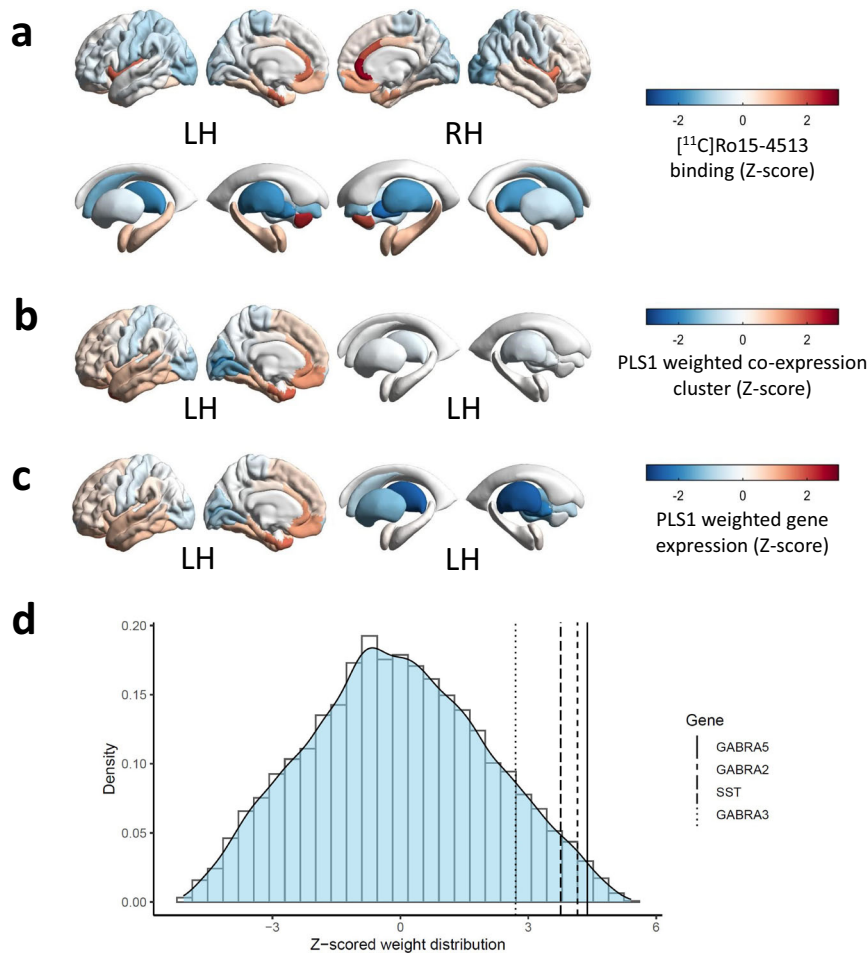 a
LH
RH
-2
0
2
[¹¹C]Ro15-4513
binding (Z-score)
b
LH
LH
-2
0
2
PLS1 weighted co-expression
cluster (Z-score)
c
LH
LH
-2
0
2
PLS1 weighted gene
expression (Z-score)
d
0.20
0.15
0.10
0.05
0.00
Density
−3
0
3
6
Z−scored weight distribution
Gene
GABRA5
GABRA2
SST
GABRA3